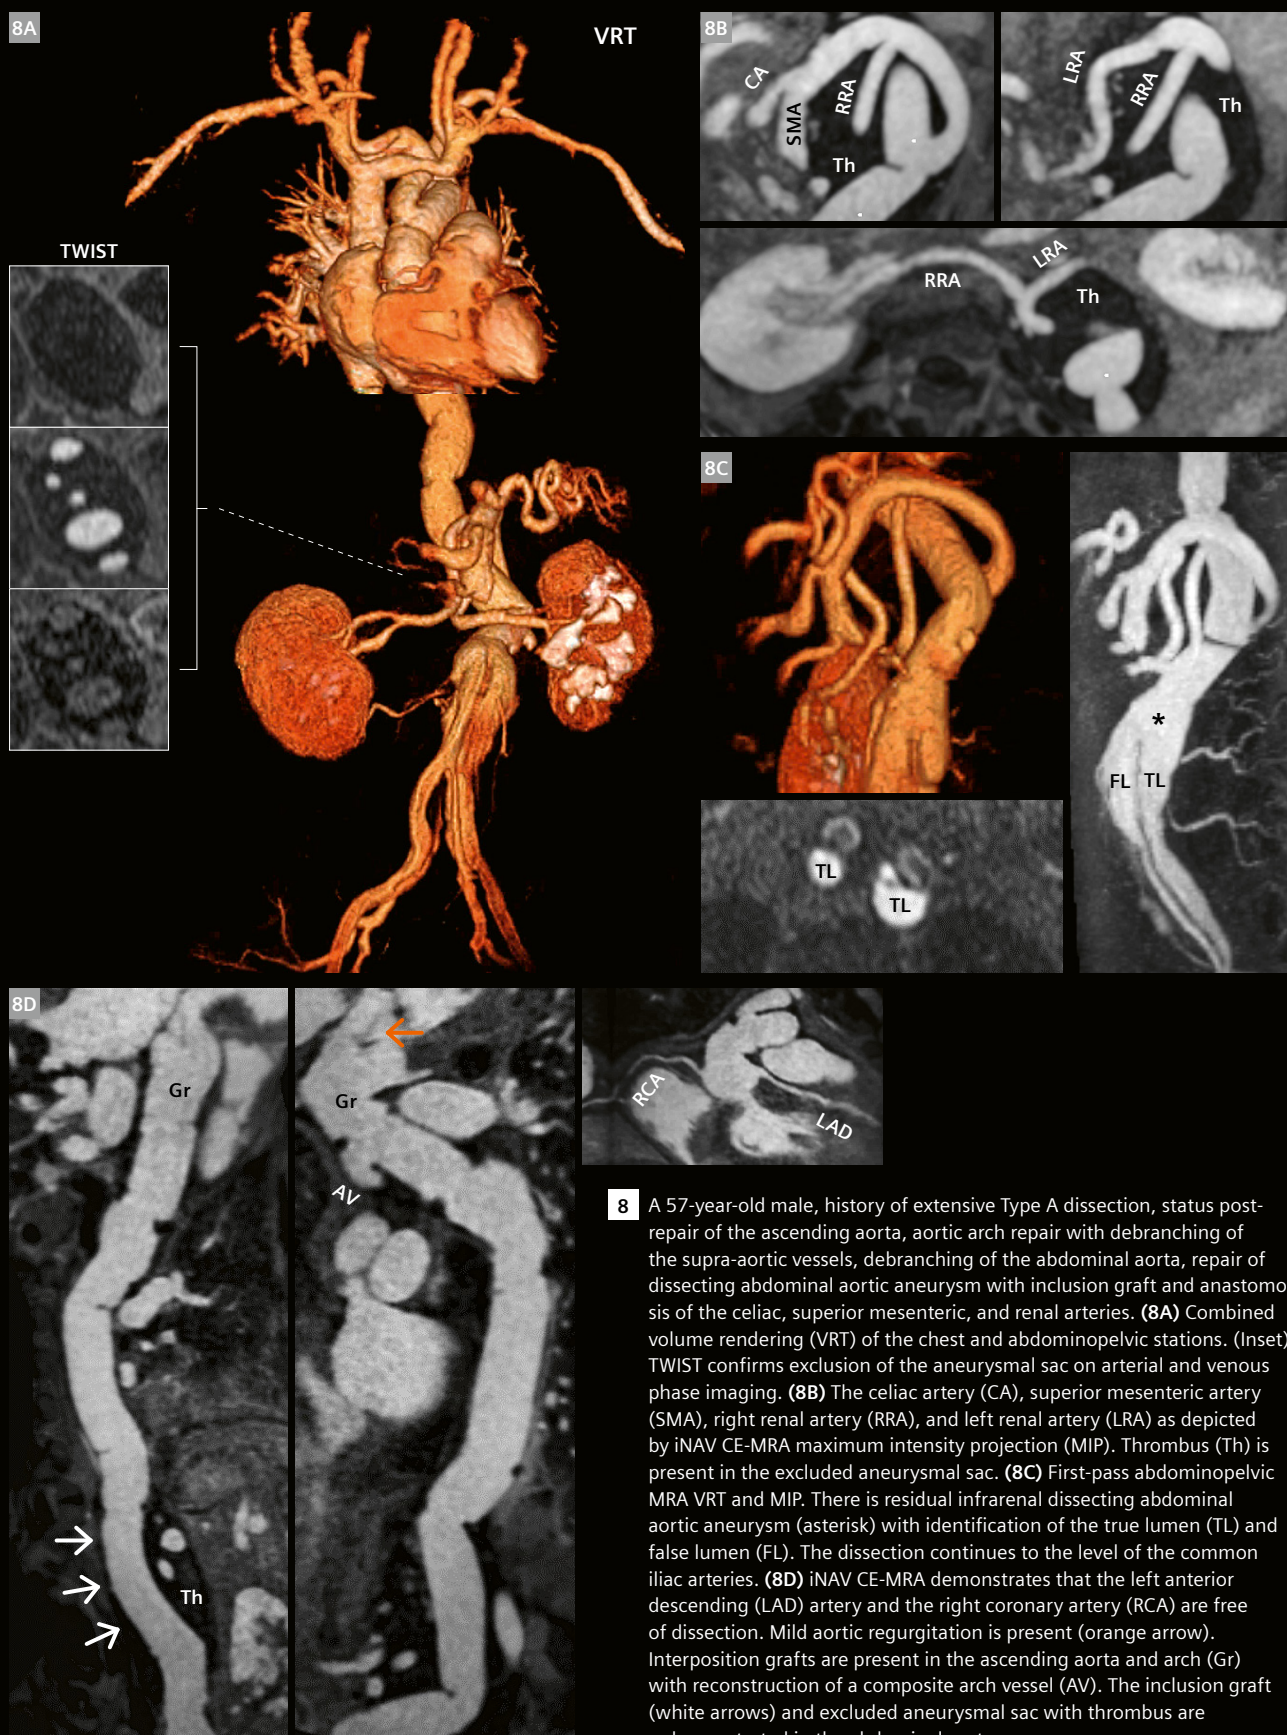 8A
VRT
TWIST
8B
CA
SMA
RRA
Th
LRA
RRA
Th
RRA
LRA
Th
8C
FL
TL
*
TL
TL
8D
Gr
Th
Gr
AV
RCA
LAD
8 A 57-year-old male, history of extensive Type A dissection, status post-
repair of the ascending aorta, aortic arch repair with debranching of
the supra-aortic vessels, debranching of the abdominal aorta, repair of
dissecting abdominal aortic aneurysm with inclusion graft and anastomo
sis of the celiac, superior mesenteric, and renal arteries. (8A) Combined
volume rendering (VRT) of the chest and abdominopelvic stations. (Inset)
TWIST confirms exclusion of the aneurysmal sac on arterial and venous
phase imaging. (8B) The celiac artery (CA), superior mesenteric artery
(SMA), right renal artery (RRA), and left renal artery (LRA) as depicted
by iNAV CE-MRA maximum intensity projection (MIP). Thrombus (Th) is
present in the excluded aneurysmal sac. (8C) First-pass abdominopelvic
MRA VRT and MIP. There is residual infrarenal dissecting abdominal
aortic aneurysm (asterisk) with identification of the true lumen (TL) and
false lumen (FL). The dissection continues to the level of the common
iliac arteries. (8D) iNAV CE-MRA demonstrates that the left anterior
descending (LAD) artery and the right coronary artery (RCA) are free
of dissection. Mild aortic regurgitation is present (orange arrow).
Interposition grafts are present in the ascending aorta and arch (Gr)
with reconstruction of a composite arch vessel (AV). The inclusion graft
(white arrows) and excluded aneurysmal sac with thrombus are